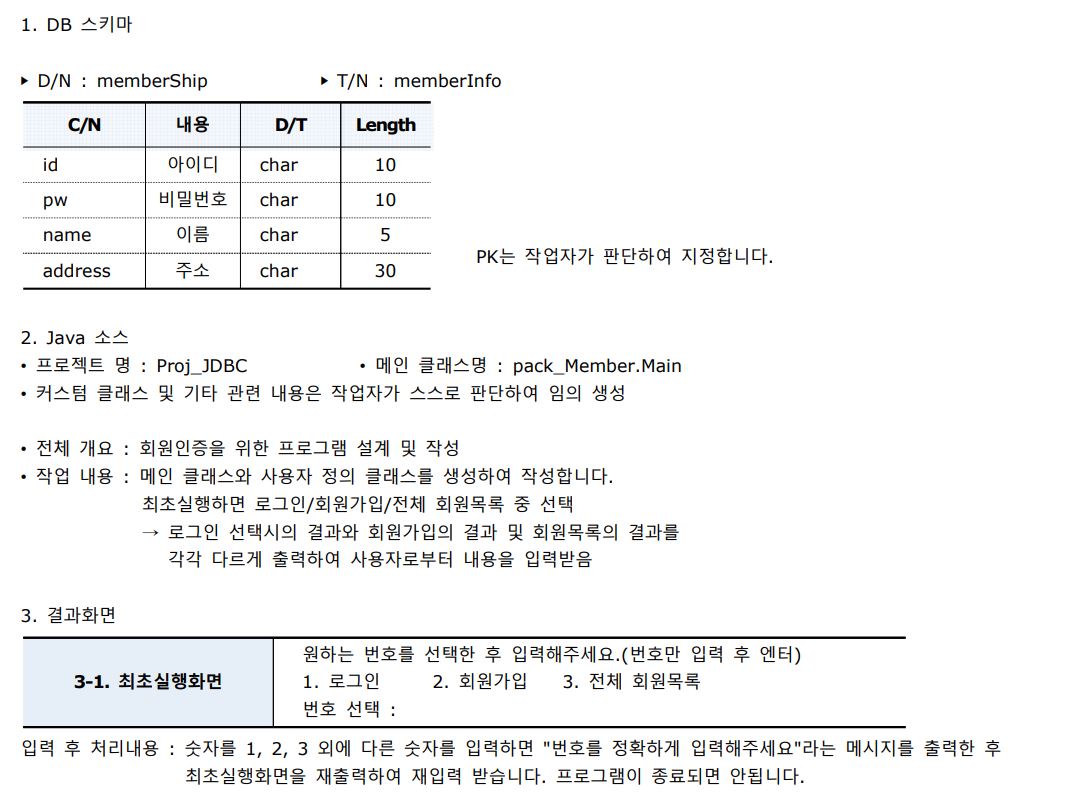 1. DB 스키마
▶ D/N : memberShip ▶ T/N : memberInfo
C/N 내용 D/T Length
id 아이디 char 10
pw 비밀번호 char 10
name 이름 char 5
address 주소 char 30
PK는 작업자가 판단하여 지정합니다.
2. Java 소스
• 프로젝트 명 : Proj_JDBC • 메인 클래스명 : pack_Member.Main
• 커스텀 클래스 및 기타 관련 내용은 작업자가 스스로 판단하여 임의 생성
• 전체 개요 : 회원인증을 위한 프로그램 설계 및 작성
• 작업 내용 : 메인 클래스와 사용자 정의 클래스를 생성하여 작성합니다.
최초실행하면 로그인/회원가입/전체 회원목록 중 선택
→ 로그인 선택시의 결과와 회원가입의 결과 및 회원목록의 결과를
각각 다르게 출력하여 사용자로부터 내용을 입력받음
3. 결과화면
3-1. 최초실행화면
원하는 번호를 선택한 후 입력해주세요.(번호만 입력 후 엔터)
1. 로그인 2. 회원가입 3. 전체 회원목록
번호 선택 :
입력 후 처리내용 : 숫자를 1, 2, 3 외에 다른 숫자를 입력하면 "번호를 정확하게 입력해주세요"라는 메시지를 출력한 후
최초실행화면을 재출력하여 재입력 받습니다. 프로그램이 종료되면 안됩니다.